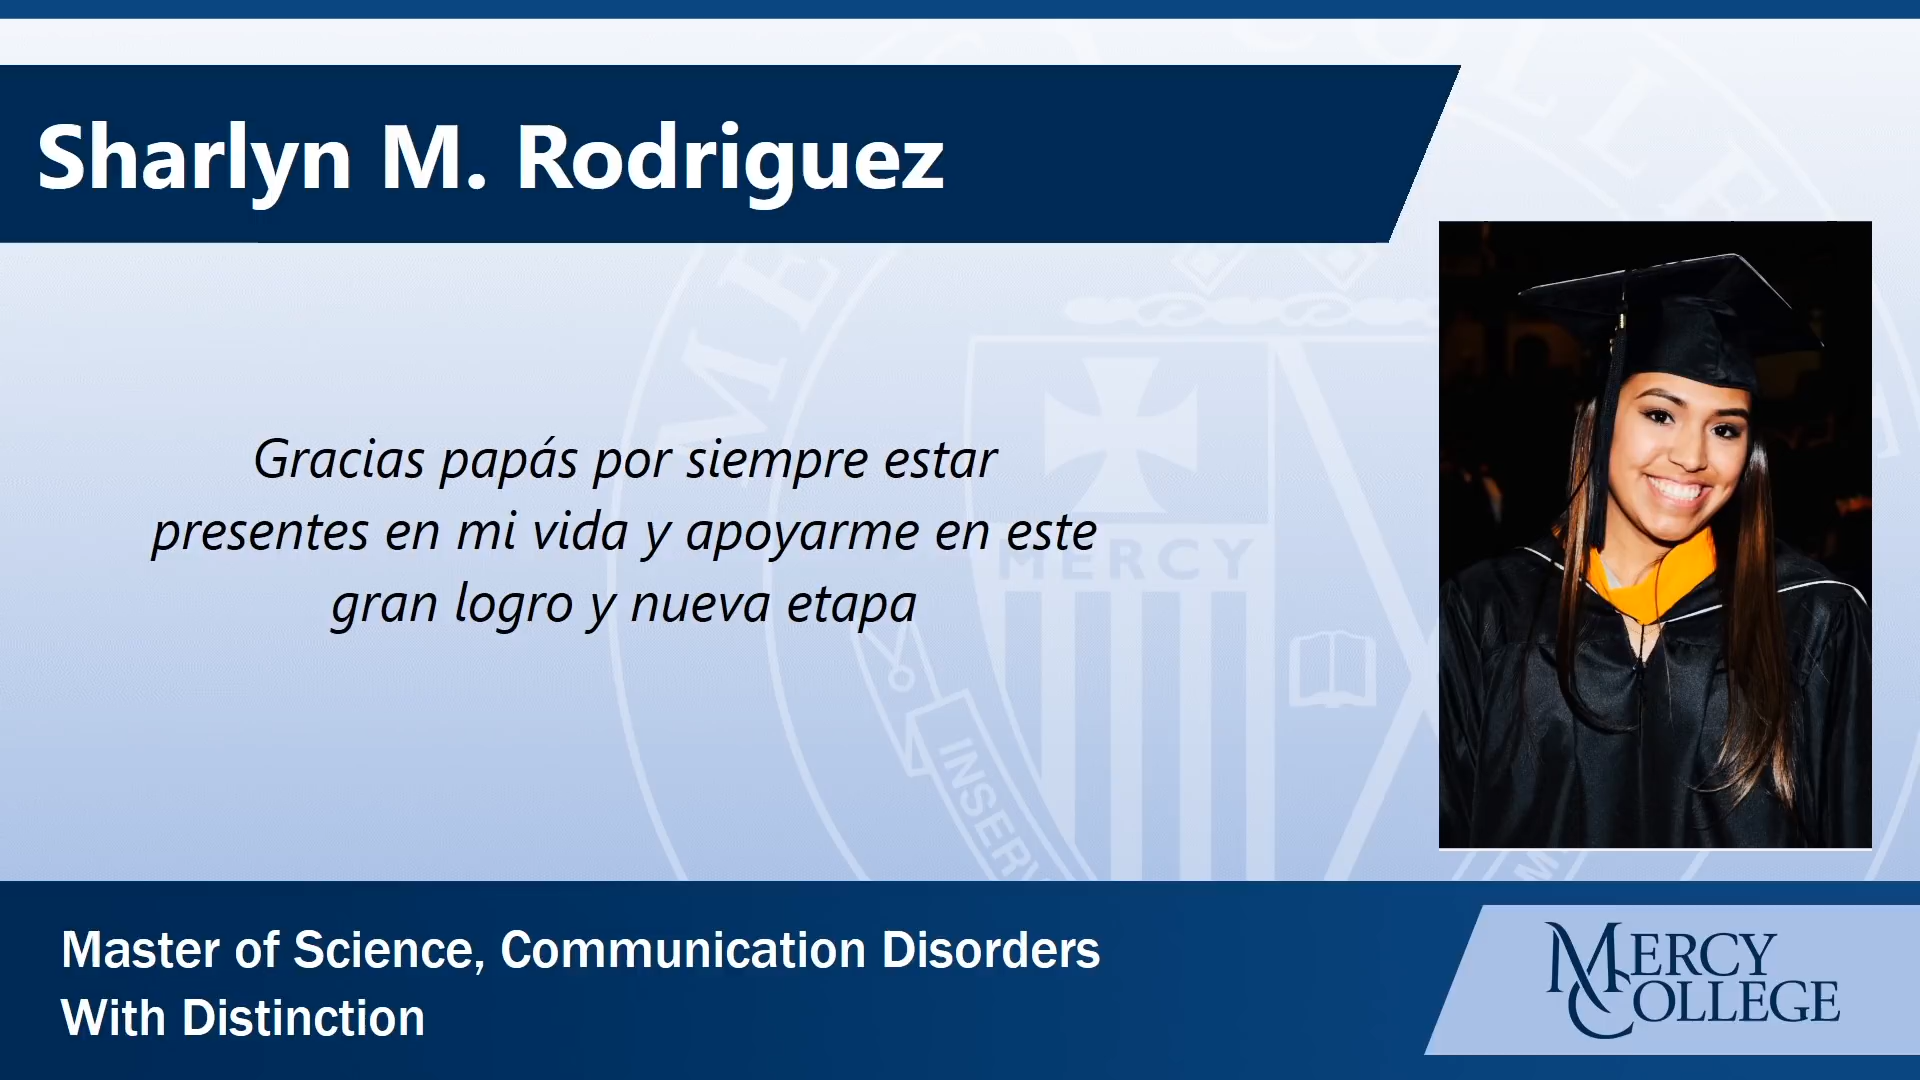 Sharlyn M. Rodriguez
Gracias papás por siempre estar
presentes en mi vida y apoyarme en este
gran logro y nueva etapa
MERCY
Master of Science, Communication Disorders
With Distinction
MERCY
COLLEGE